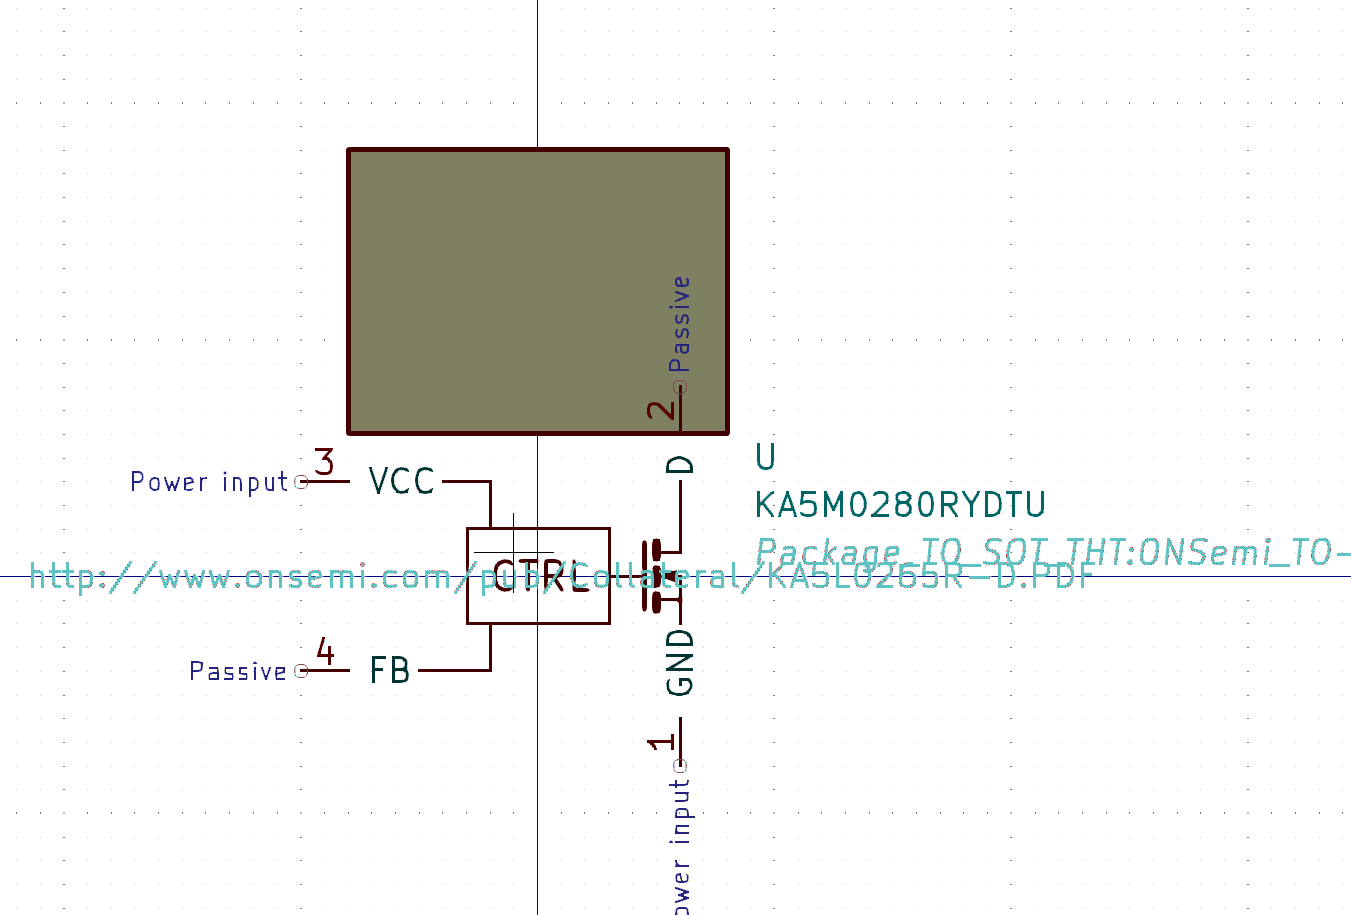 Passive
2
U
3
Power input
VCC
D
KA5M0280RYDTU
Package_TO_SOT_THT:ONSemi_TO-
http://www.onsemi.com/pub/Collateral/KA5L0265R-D.PDF
CTRL
4
Passive
FB
GND
1
ower input